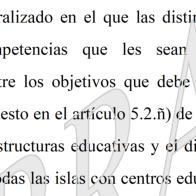 ralizado en el que las distin
mpetencias que les sean
tre los objetivos que debe
esto en el artículo 5.2.ñ) de
structuras educativas y el di
odas las islas con centros edu